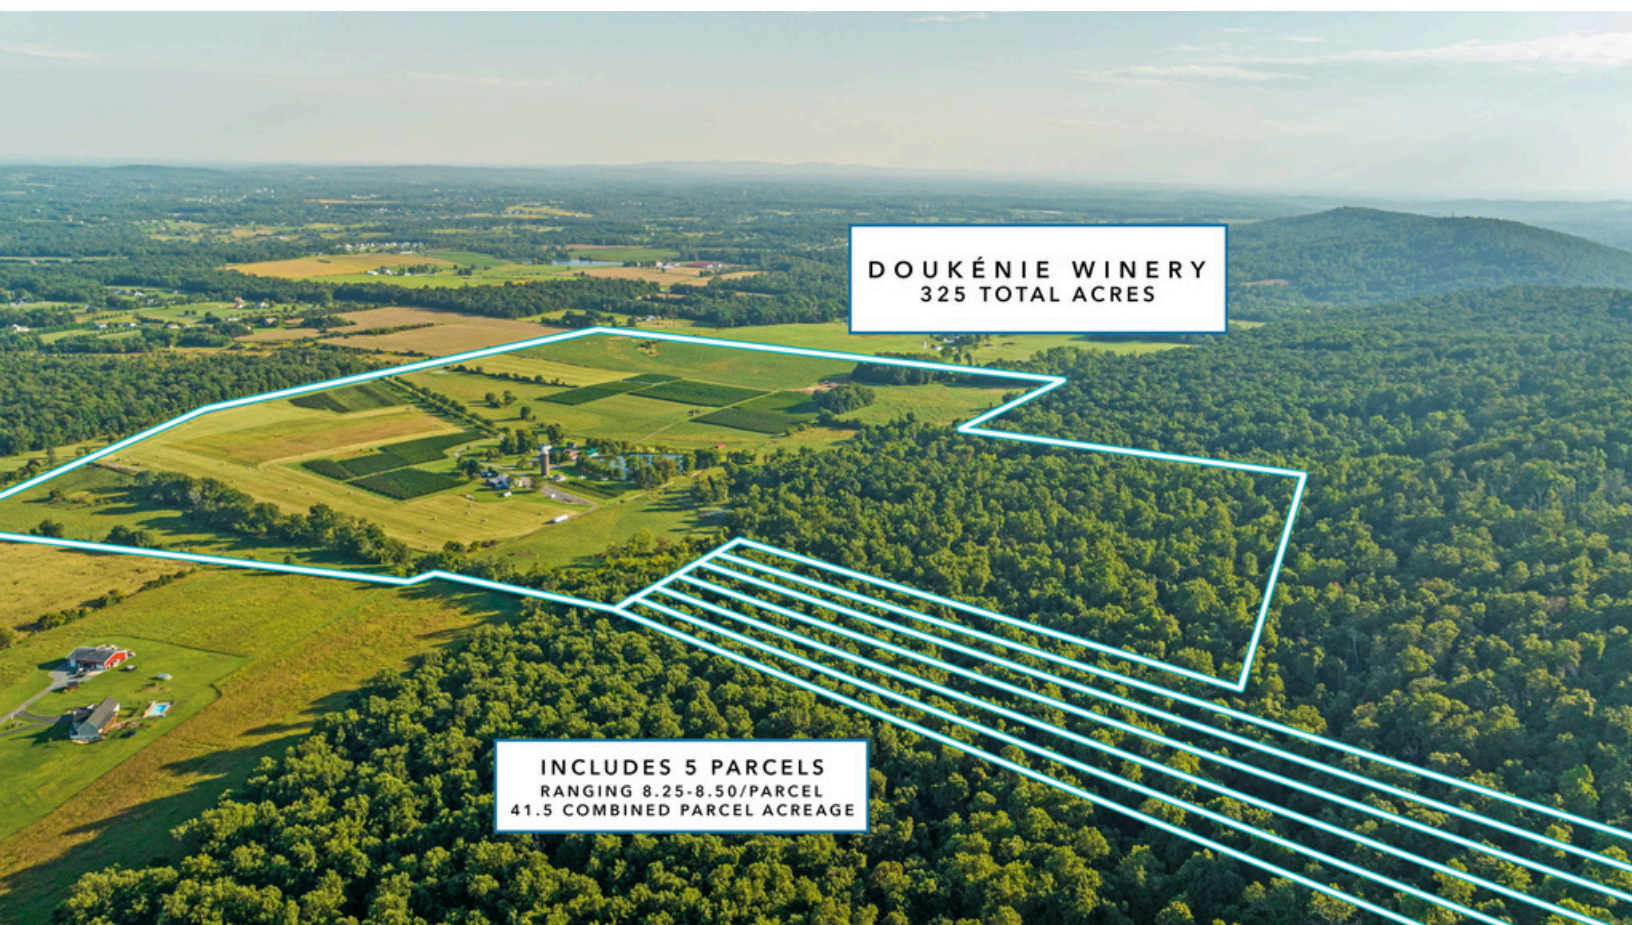 DOUKÉNIE WINERY
325 TOTAL ACRES
INCLUDES 5 PARCELS
RANGING 8.25-8.50/PARCEL
41.5 COMBINED PARCEL ACREAGE